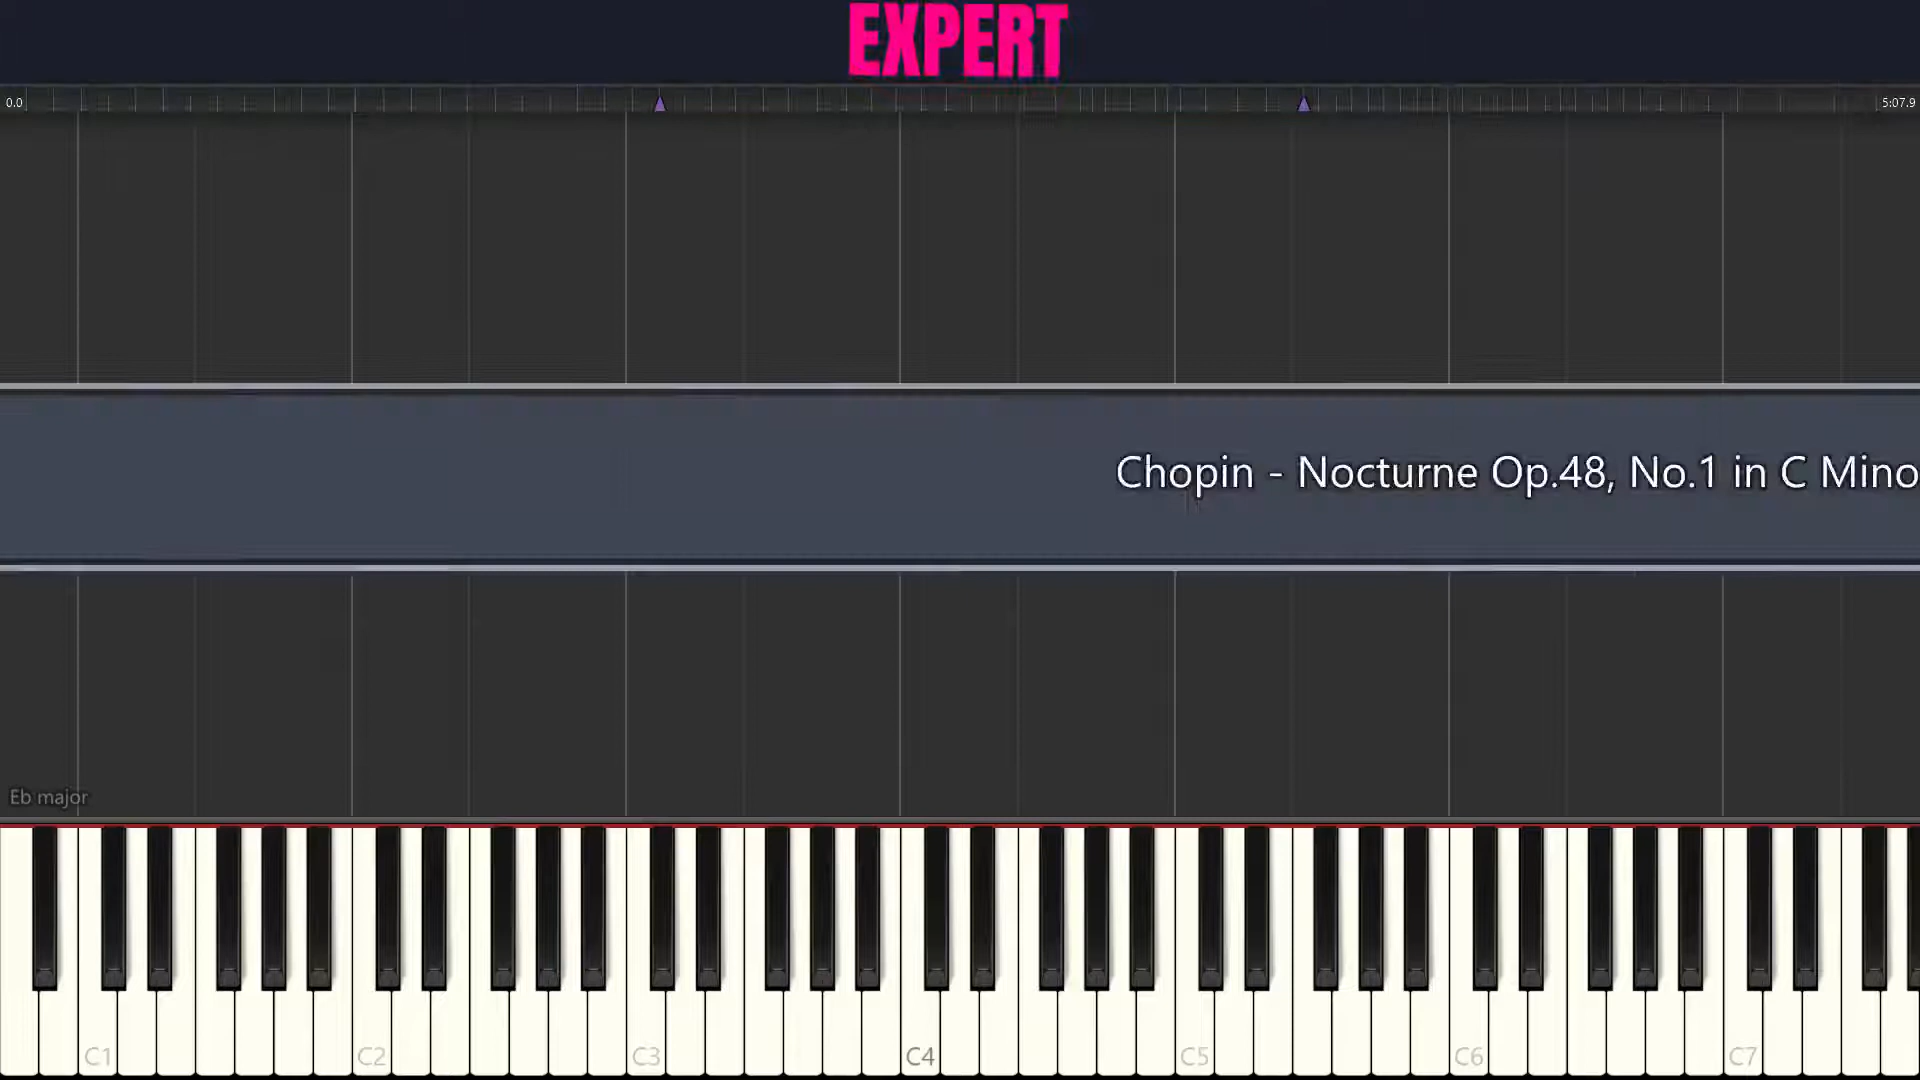 EXPERT
0.0
5:07.9
Chopin - Nocturne Op.48, No.1 in C Mino
Eb major
C1 C2 C3 C4 C5 C6 C7